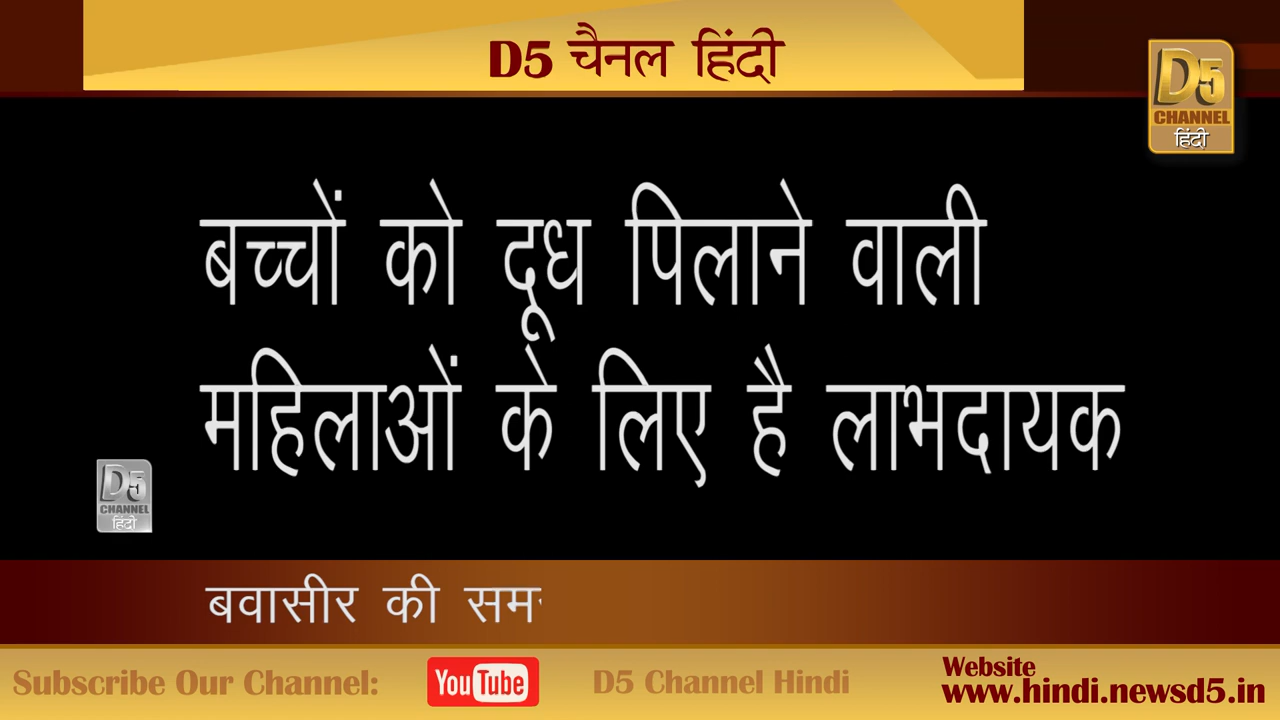 D5 चैनल हिंदी
D5
CHANNEL
हिंदी
बच्चों को दूध पिलाने वाली
महिलाओं के लिए है लाभदायक
D5
CHANNEL
हिंदी
बवासीर की
Subscribe Our Channel:
YouTube
D5 Channel Hindi
Website
www.hindi.newsd5.in